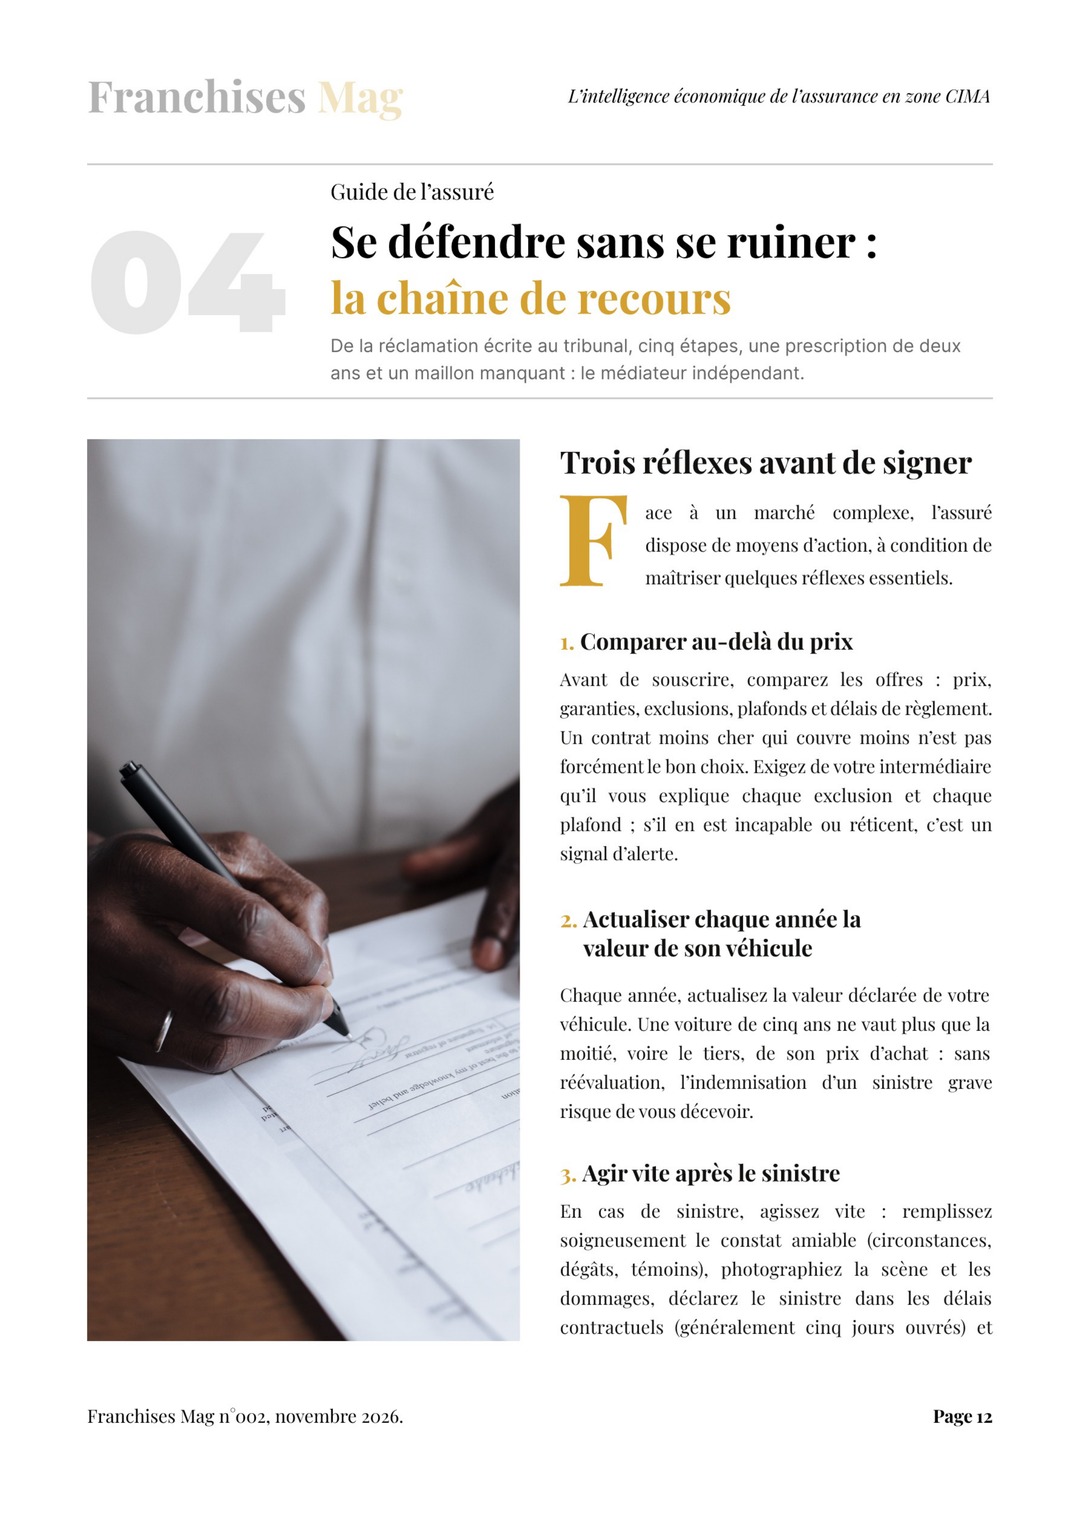 Franchises Mag
L’intelligence économique de l’assurance en zone CIMA
04
Guide de l’assuré
Se défendre sans se ruiner :
la chaîne de recours
De la réclamation écrite au tribunal, cinq étapes, une prescription de deux
ans et un maillon manquant : le médiateur indépendant.
Trois réflexes avant de signer
Face à un marché complexe, l’assuré
dispose de moyens d’action, à condition de
maîtriser quelques réflexes essentiels.
1. Comparer au-delà du prix
Avant de souscrire, comparez les offres : prix,
garanties, exclusions, plafonds et délais de règlement.
Un contrat moins cher qui couvre moins n’est pas
forcément le bon choix. Exigez de votre intermédiaire
qu’il vous explique chaque exclusion et chaque
plafond ; s’il en est incapable ou réticent, c’est un
signal d’alerte.
2. Actualiser chaque année la
valeur de son véhicule
Chaque année, actualisez la valeur déclarée de votre
véhicule. Une voiture de cinq ans ne vaut plus que la
moitié, voire le tiers, de son prix d’achat : sans
réévaluation, l’indemnisation d’un sinistre grave
risque de vous décevoir.
3. Agir vite après le sinistre
En cas de sinistre, agissez vite : remplissez
soigneusement le constat amiable (circonstances,
dégâts, témoins), photographiez la scène et les
dommages, déclarez le sinistre dans les délais
contractuels (généralement cinq jours ouvrés) et
of my knowledge and belief
Franchises Mag n°002, novembre 2026.
Page 12